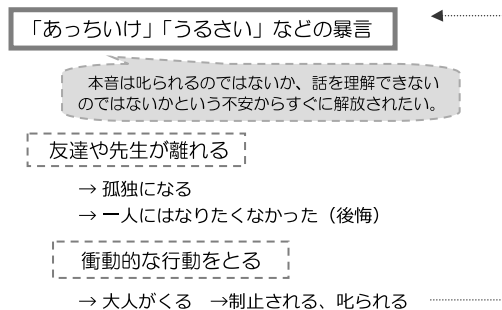 「あっちいけ」「うるさい」などの暴言
本音は叱られるのではないか、話を理解できない
のではないかという不安からすぐに解放されたい。
友達や先生が離れる
→ 孤独になる
→ 一人にはなりたくなかった（後悔）
衝動的な行動をとる
→ 大人がくる　→制止される、叱られる